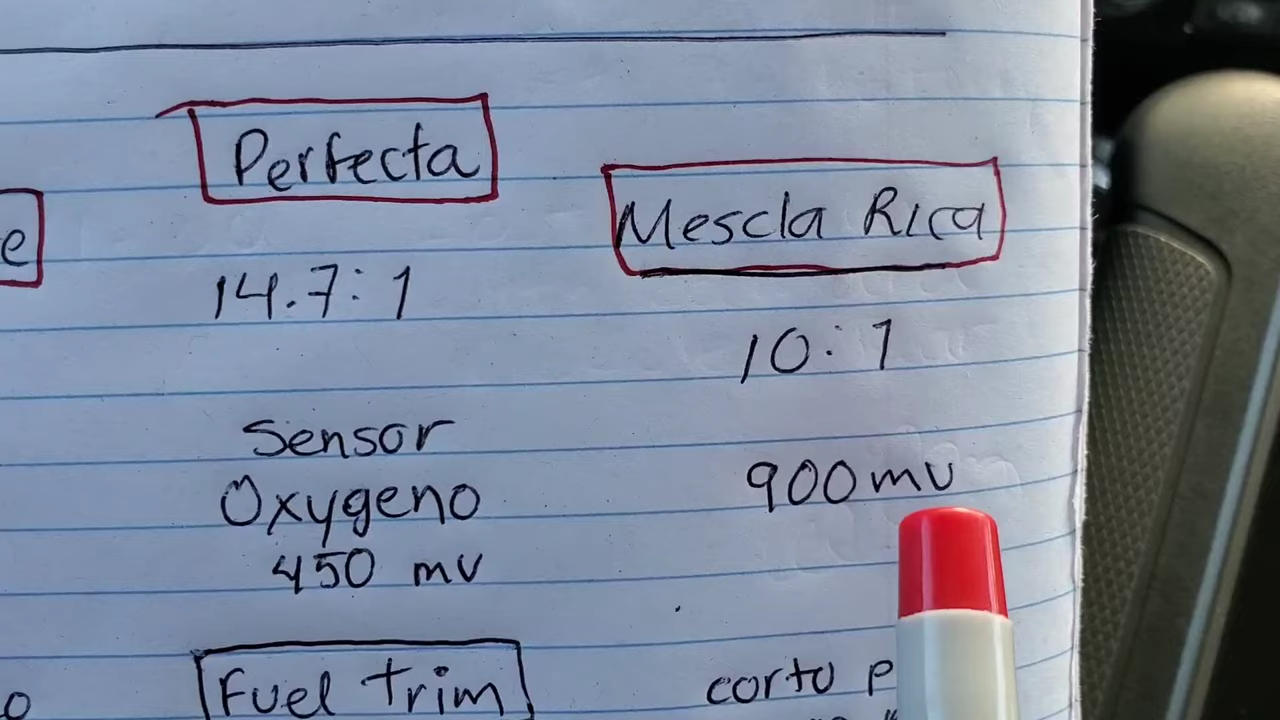 Perfecta
Mescla Rica
e
14.7:1
10:1
Sensor
Oxygeno
450 mv
900mv
Fuel trim
corto p
o